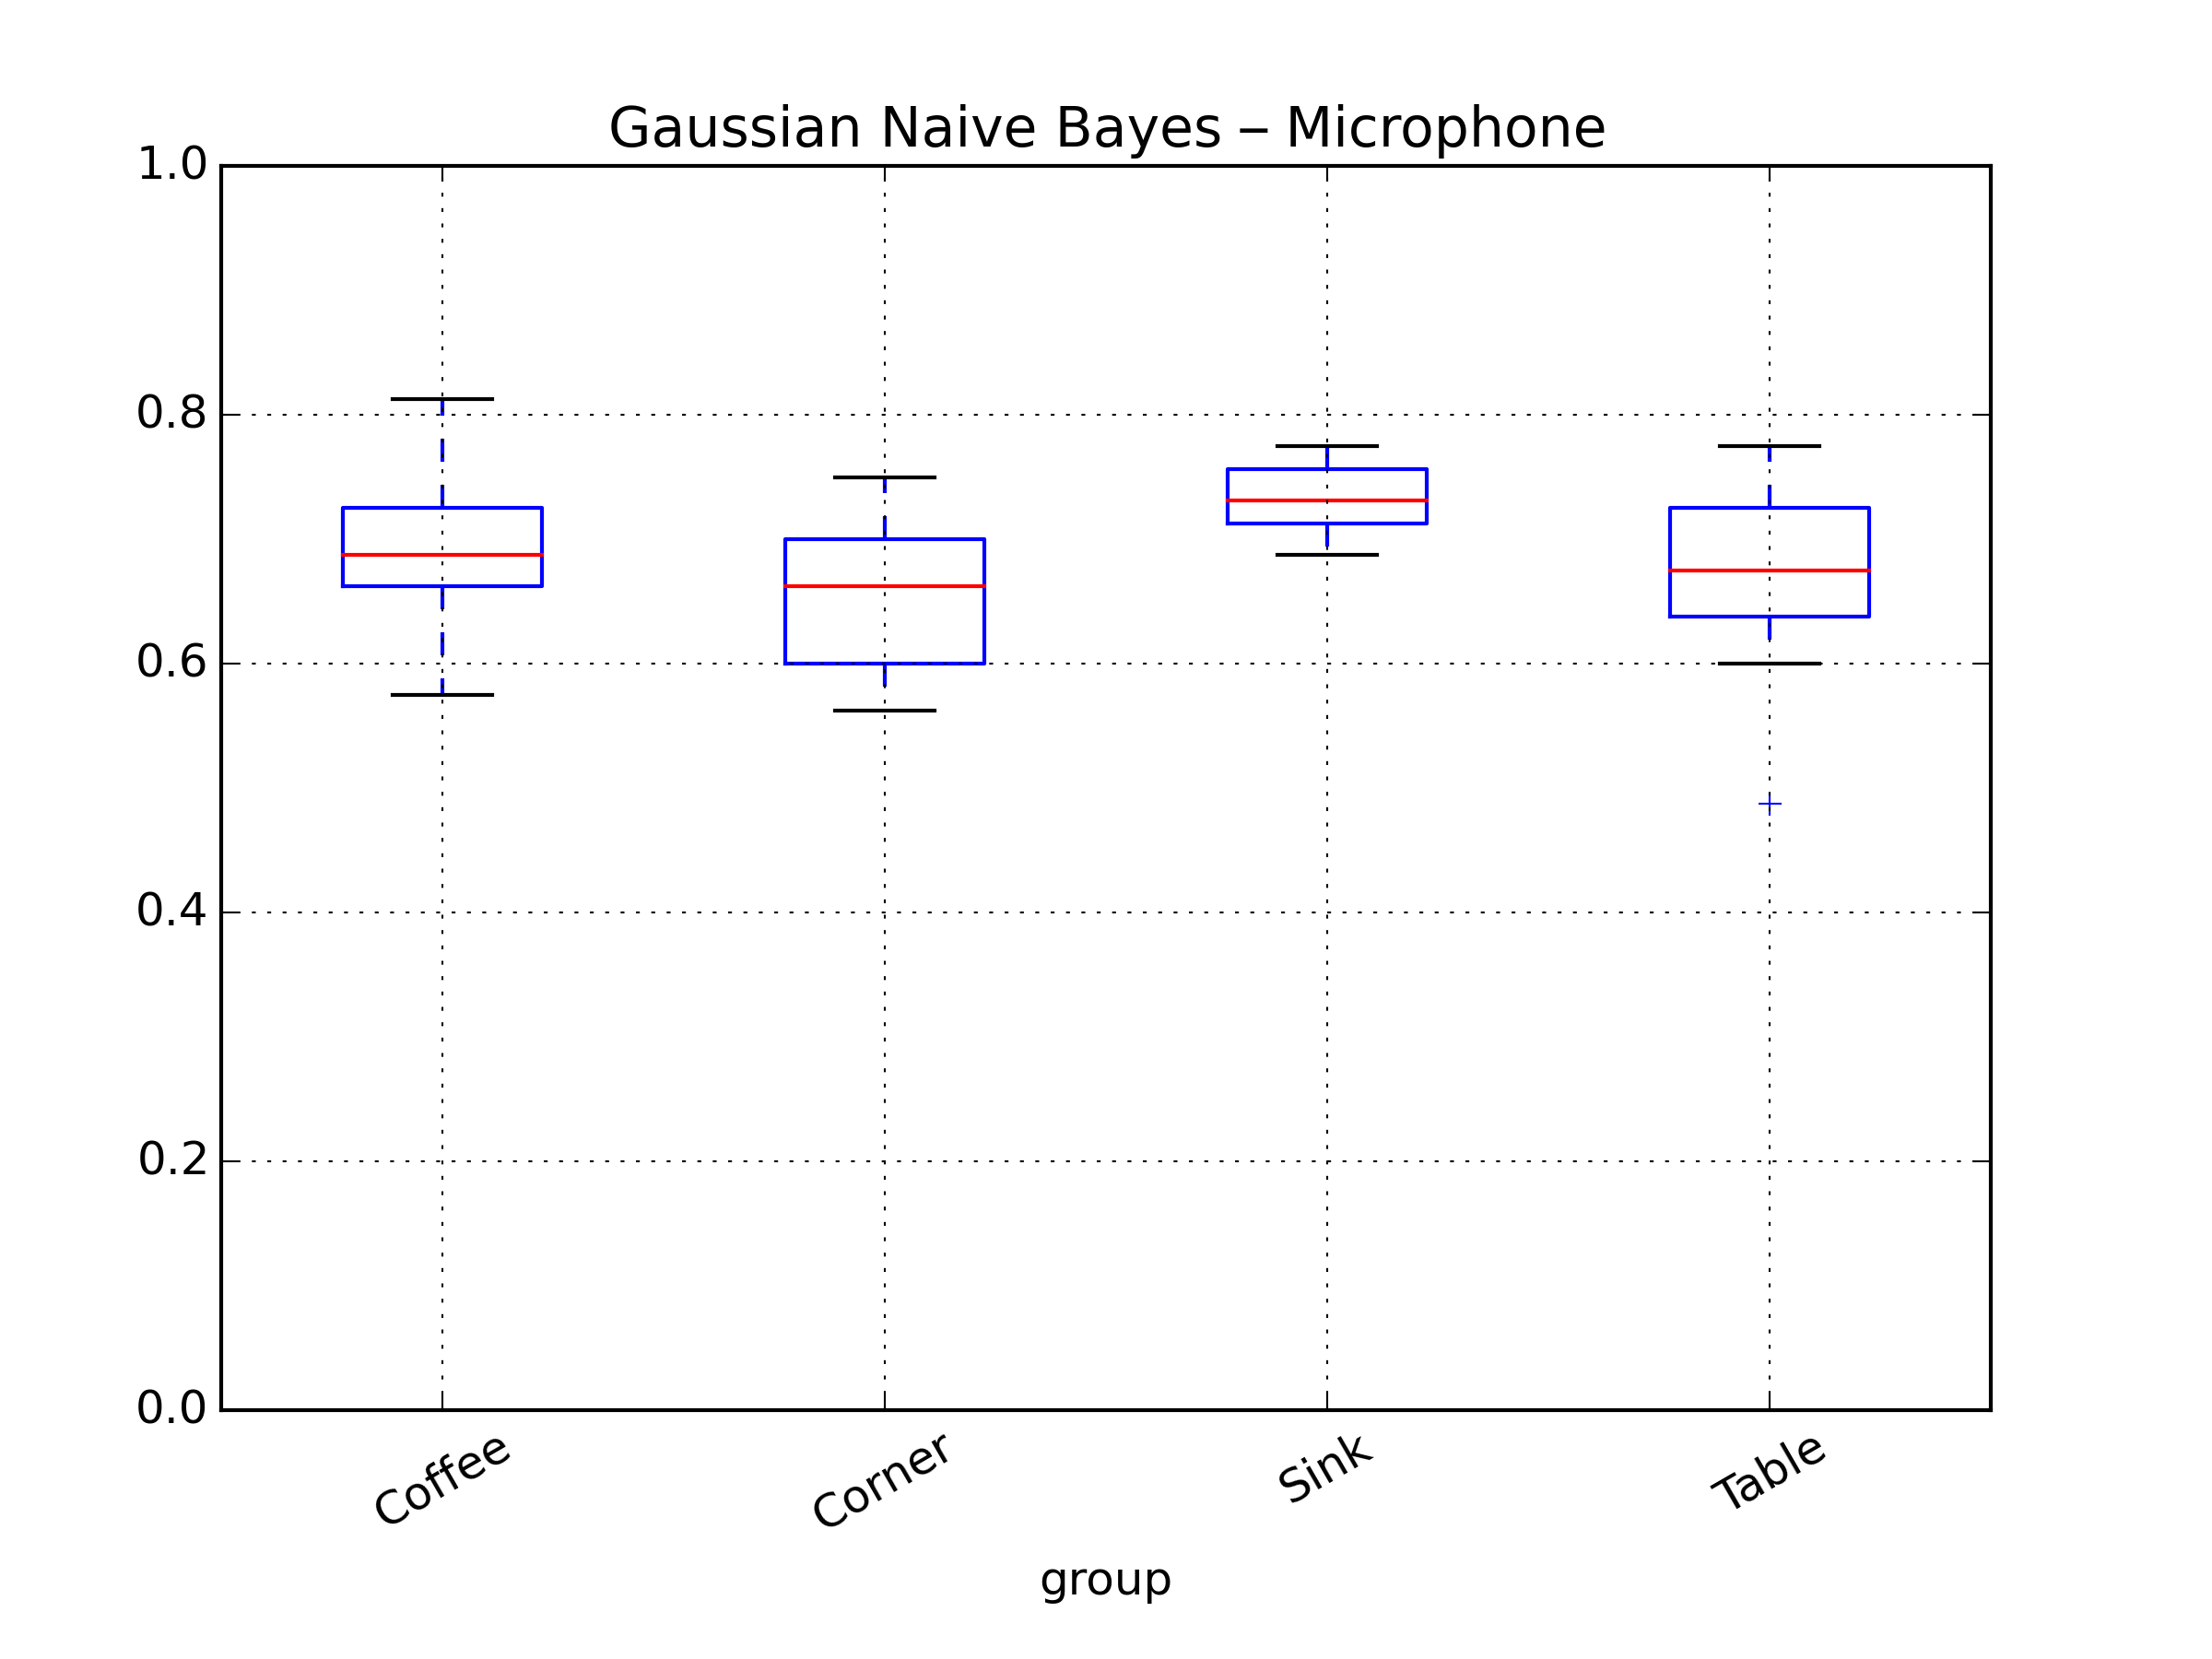 Gaussian Naive Bayes – Microphone
1.0
0.8
0.6
0.4
0.2
0.0
Coffee
Corner
Sink
Table
group